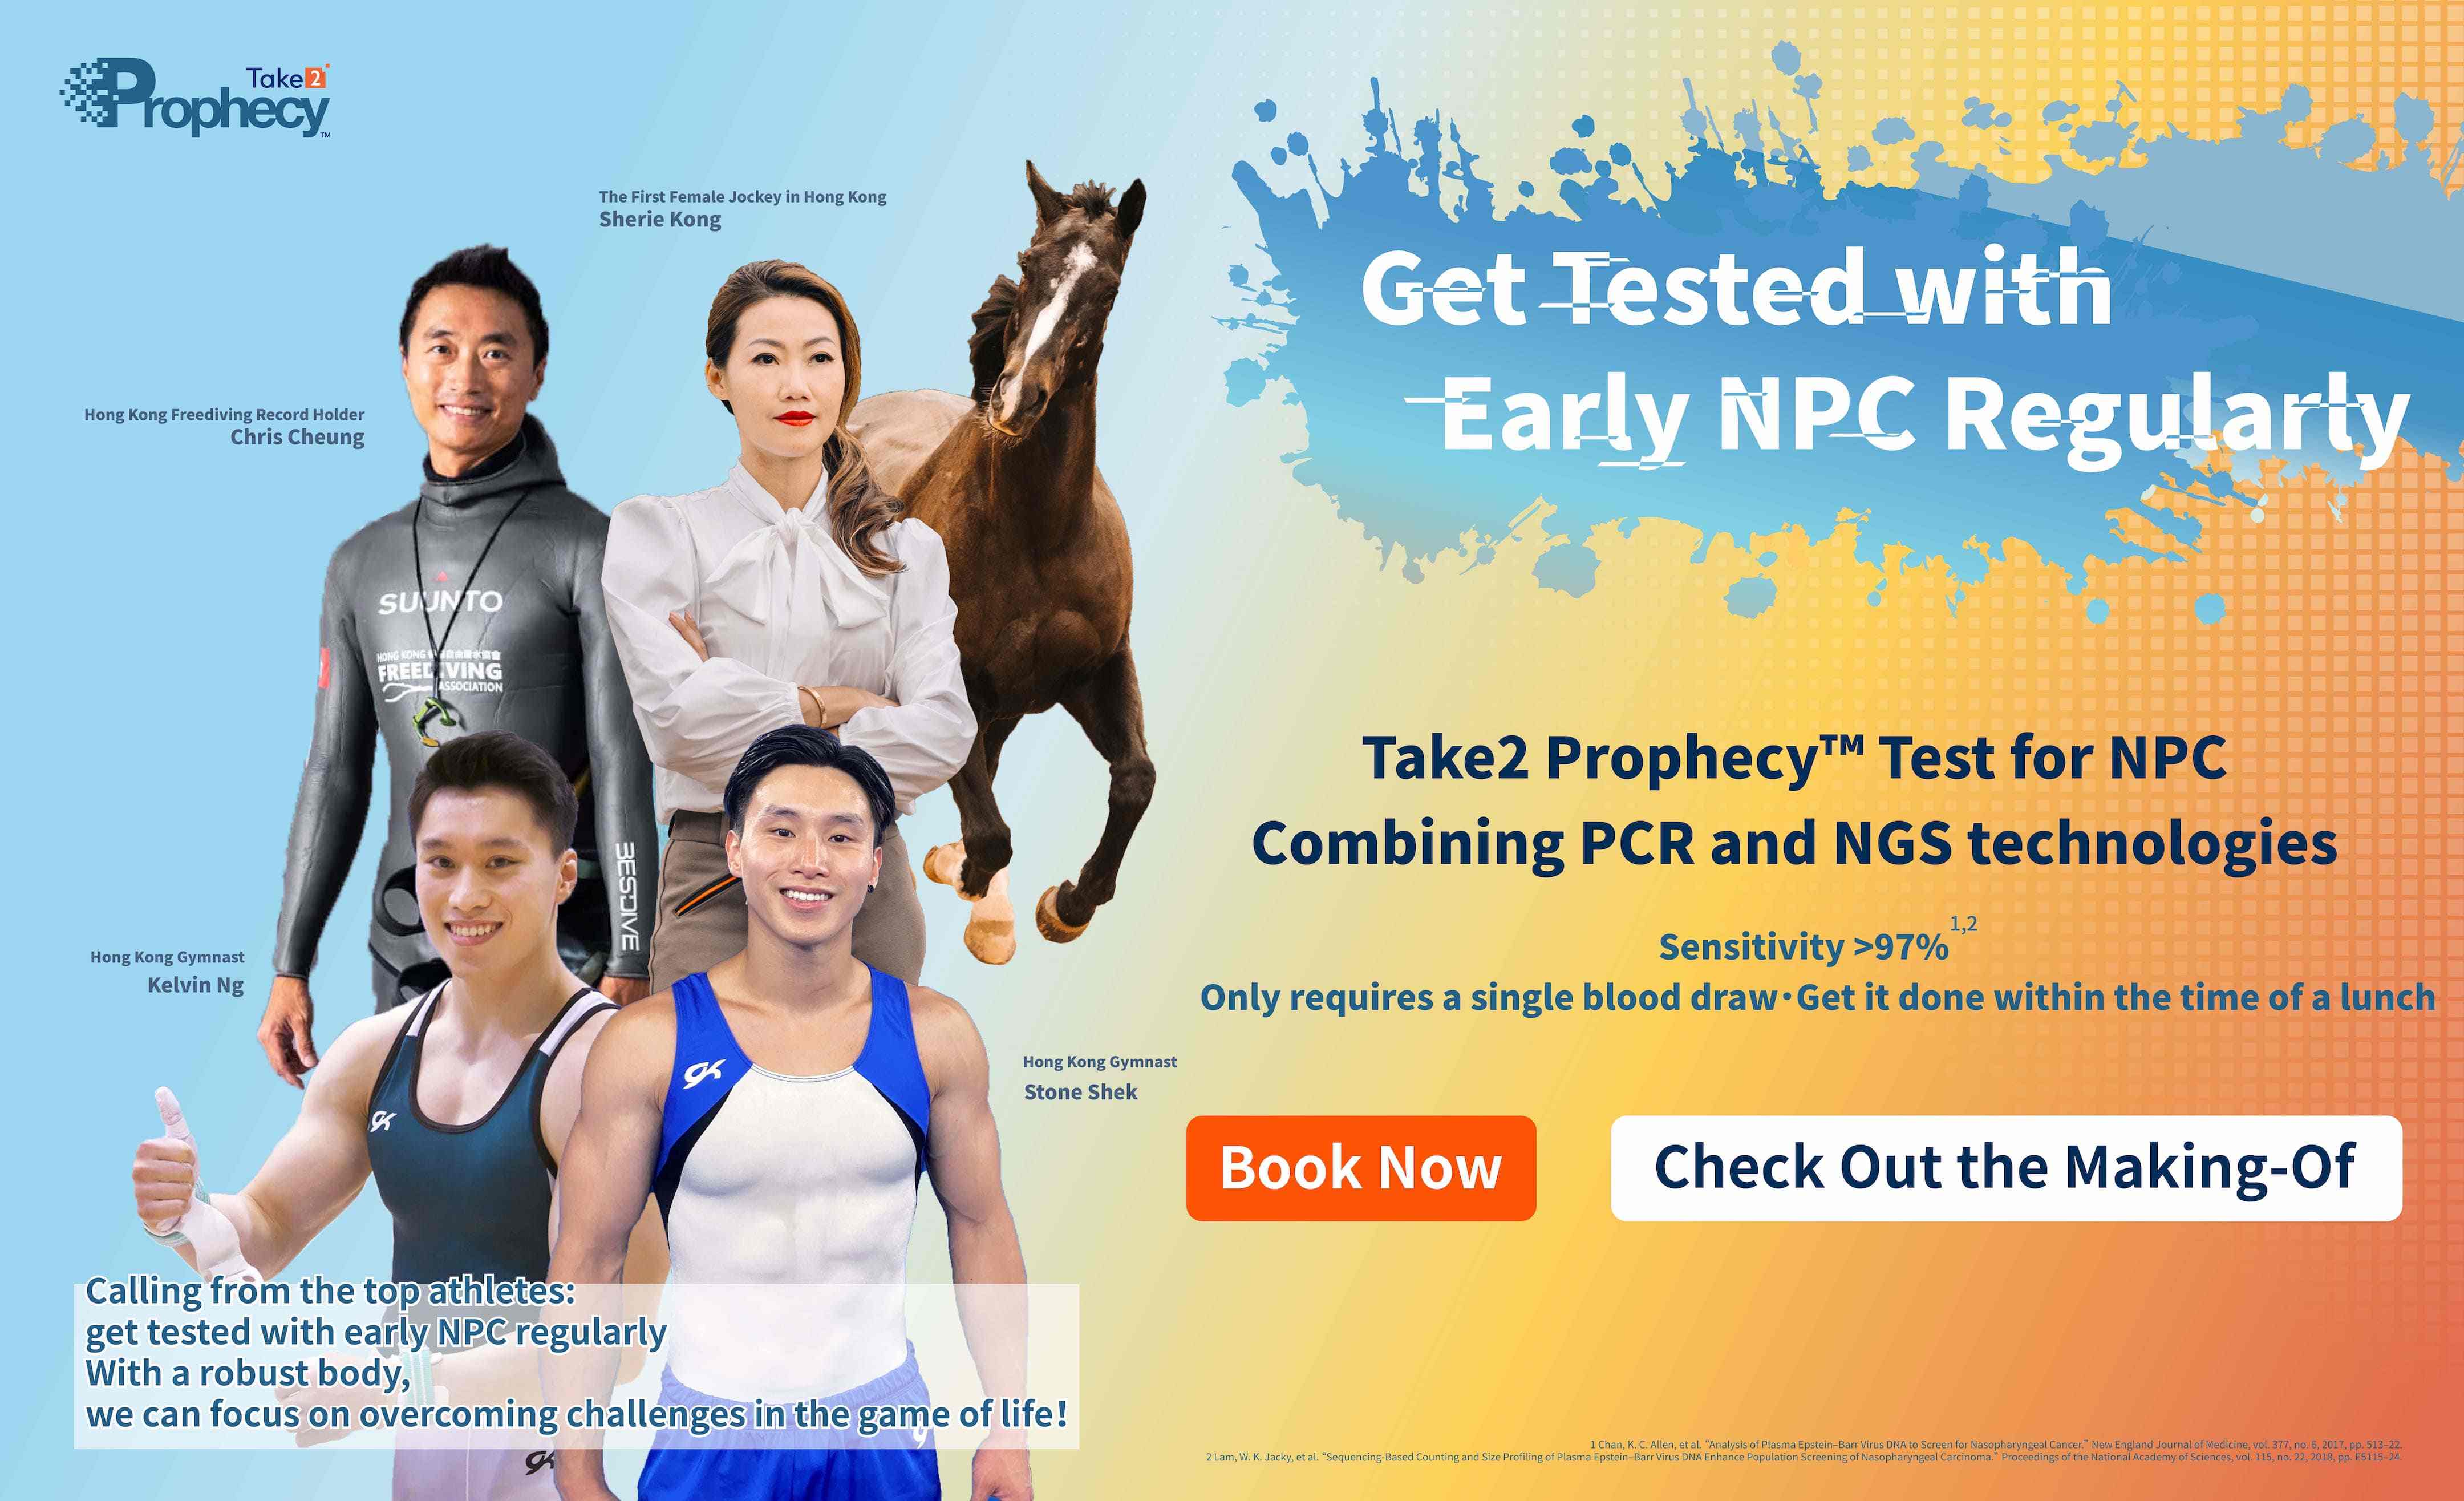 Take2
Prophecy™
The First Female Jockey in Hong Kong
Sherie Kong
Hong Kong Freediving Record Holder
Chris Cheung
SUUNTO
HONG KONG
FREEDIVING
ASSOCIATION
BESTDIVE
Hong Kong Gymnast
Kelvin Ng
Hong Kong Gymnast
Stone Shek
GK
GK
GK
Calling from the top athletes:
get tested with early NPC regularly
With a robust body,
we can focus on overcoming challenges in the game of life!
Get Tested with
Early NPC Regularly
Take2 Prophecy™ Test for NPC
Combining PCR and NGS technologies
Sensitivity >97%1,2
Only requires a single blood draw·Get it done within the time of a lunch
Book Now
Check Out the Making-Of
1 Chan, K. C. Allen, et al. “Analysis of Plasma Epstein–Barr Virus DNA to Screen for Nasopharyngeal Cancer.” New England Journal of Medicine, vol. 377, no. 6, 2017, pp. 513–22.
2 Lam, W. K. Jacky, et al. “Sequencing-Based Counting and Size Profiling of Plasma Epstein–Barr Virus DNA Enhance Population Screening of Nasopharyngeal Carcinoma.” Proceedings of the National Academy of Sciences, vol. 115, no. 22, 2018, pp. E5115–24.